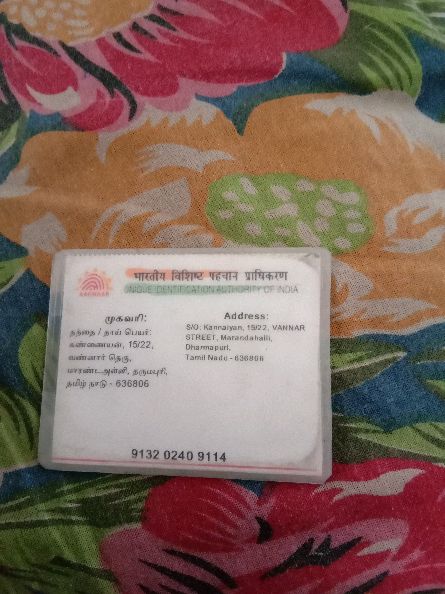 भारतीय विशिष्ट पहचान प्राधिकरण
UNIQUE IDENTIFICATION AUTHORITY OF INDIA
AADHAAR
முகவரி:
தந்தை / தாய் பெயர்:
கண்ணையன், 15/22,
வண்னார் தெரு,
மாரண்டஅள்ளி, தருமபுரி,
தமிழ் நாடு - 636806
Address:
S/O: Kannaiyan, 15/22, VANNAR
STREET, Marandahalli,
Dharmapuri,
Tamil Nadu - 636806
9132 0240 9114